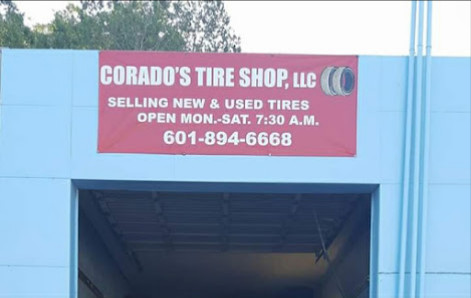 CORADO'S TIRE SHOP, LLC
SELLING NEW & USED TIRES
OPEN MON.-SAT. 7:30 A.M.
601-894-6668